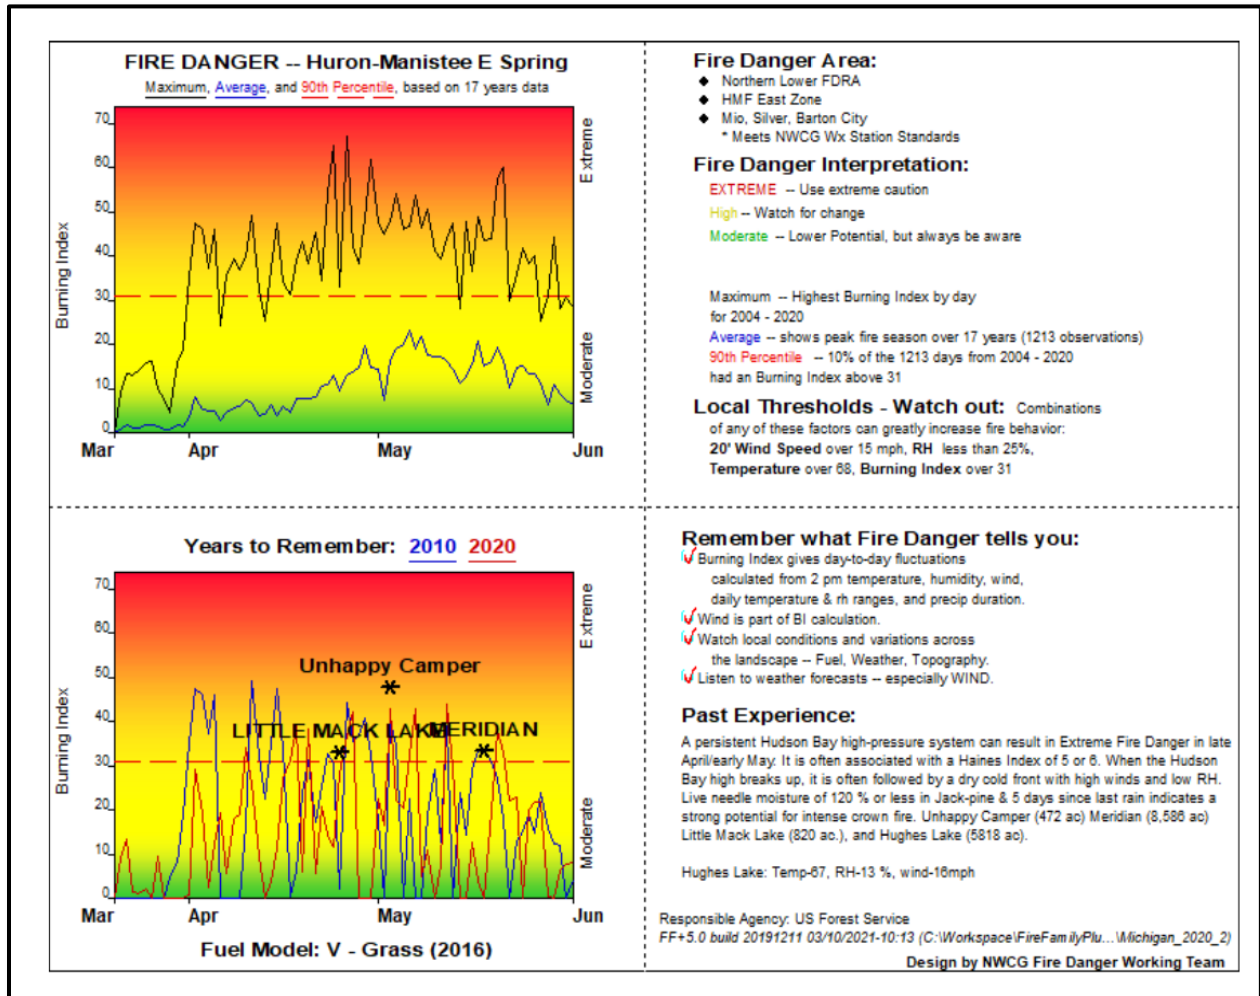 FIRE DANGER -- Huron-Manistee E Spring
Maximum, Average, and 90th Percentile, based on 17 years data
70
60
50
40
30
20
10
0
Burning Index
Extreme
Moderate
Mar Apr May Jun
Fire Danger Area:
◆ Northern Lower FDRA
◆ HMF East Zone
◆ Mio, Silver, Barton City
* Meets NWCG Wx Station Standards
Fire Danger Interpretation:
EXTREME -- Use extreme caution
High -- Watch for change
Moderate -- Lower Potential, but always be aware
Maximum -- Highest Burning Index by day
for 2004 - 2020
Average -- shows peak fire season over 17 years (1213 observations)
90th Percentile -- 10% of the 1213 days from 2004 - 2020
had an Burning Index above 31
Local Thresholds - Watch out: Combinations
of any of these factors can greatly increase fire behavior:
20' Wind Speed over 15 mph, RH less than 25%,
Temperature over 68, Burning Index over 31
Years to Remember: 2010 2020
70
60
50
40
30
20
10
0
Burning Index
Extreme
Moderate
Unhappy Camper
LITTLE MACK LAKE
MERIDIAN
Mar Apr May Jun
Fuel Model: V - Grass (2016)
Remember what Fire Danger tells you:
Burning Index gives day-to-day fluctuations
calculated from 2 pm temperature, humidity, wind,
daily temperature & rh ranges, and precip duration.
Wind is part of BI calculation.
Watch local conditions and variations across
the landscape -- Fuel, Weather, Topography.
Listen to weather forecasts -- especially WIND.
Past Experience:
A persistent Hudson Bay high-pressure system can result in Extreme Fire Danger in late
April/early May. It is often associated with a Haines Index of 5 or 6. When the Hudson
Bay high breaks up, it is often followed by a dry cold front with high winds and low RH.
Live needle moisture of 120 % or less in Jack-pine & 5 days since last rain indicates a
strong potential for intense crown fire. Unhappy Camper (472 ac) Meridian (8,586 ac)
Little Mack Lake (820 ac.), and Hughes Lake (5818 ac).
Hughes Lake: Temp-67, RH-13 %, wind-16mph
Responsible Agency: US Forest Service
FF+5.0 build 20191211 03/10/2021-10:13 (C:\Workspace\FireFamilyPlu...\Michigan_2020_2)
Design by NWCG Fire Danger Working Team